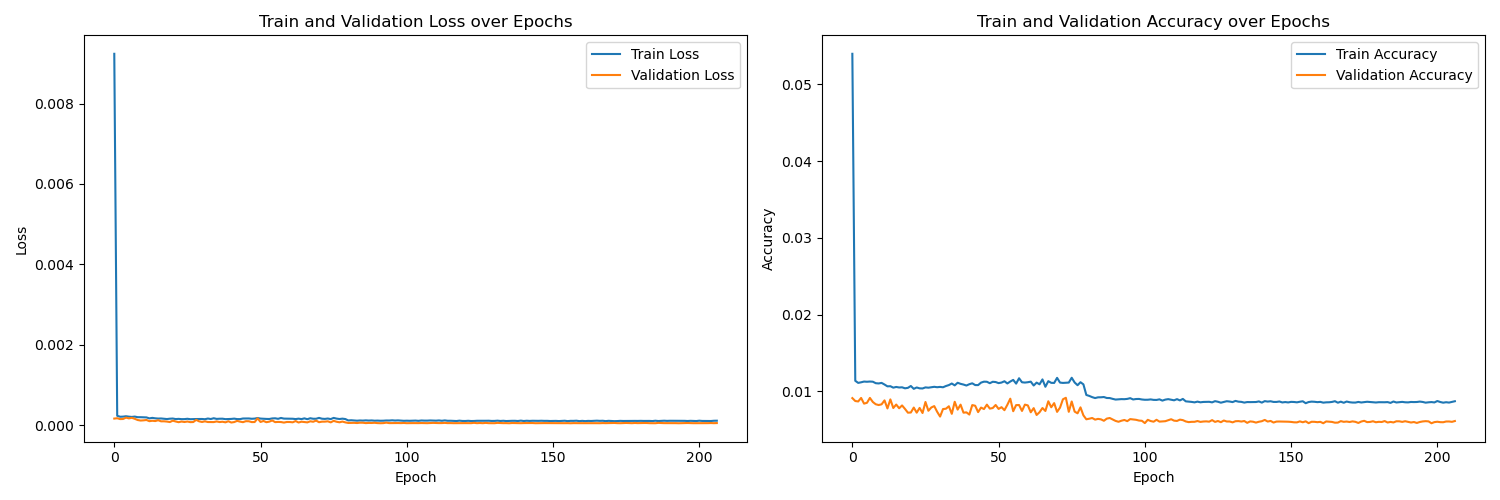 Train and Validation Loss over Epochs
Train Loss
Validation Loss
0.008
0.006
0.004
0.002
0.000
Loss
0
50
100
150
200
Epoch
Train and Validation Accuracy over Epochs
Train Accuracy
Validation Accuracy
0.05
0.04
0.03
0.02
0.01
Accuracy
0
50
100
150
200
Epoch